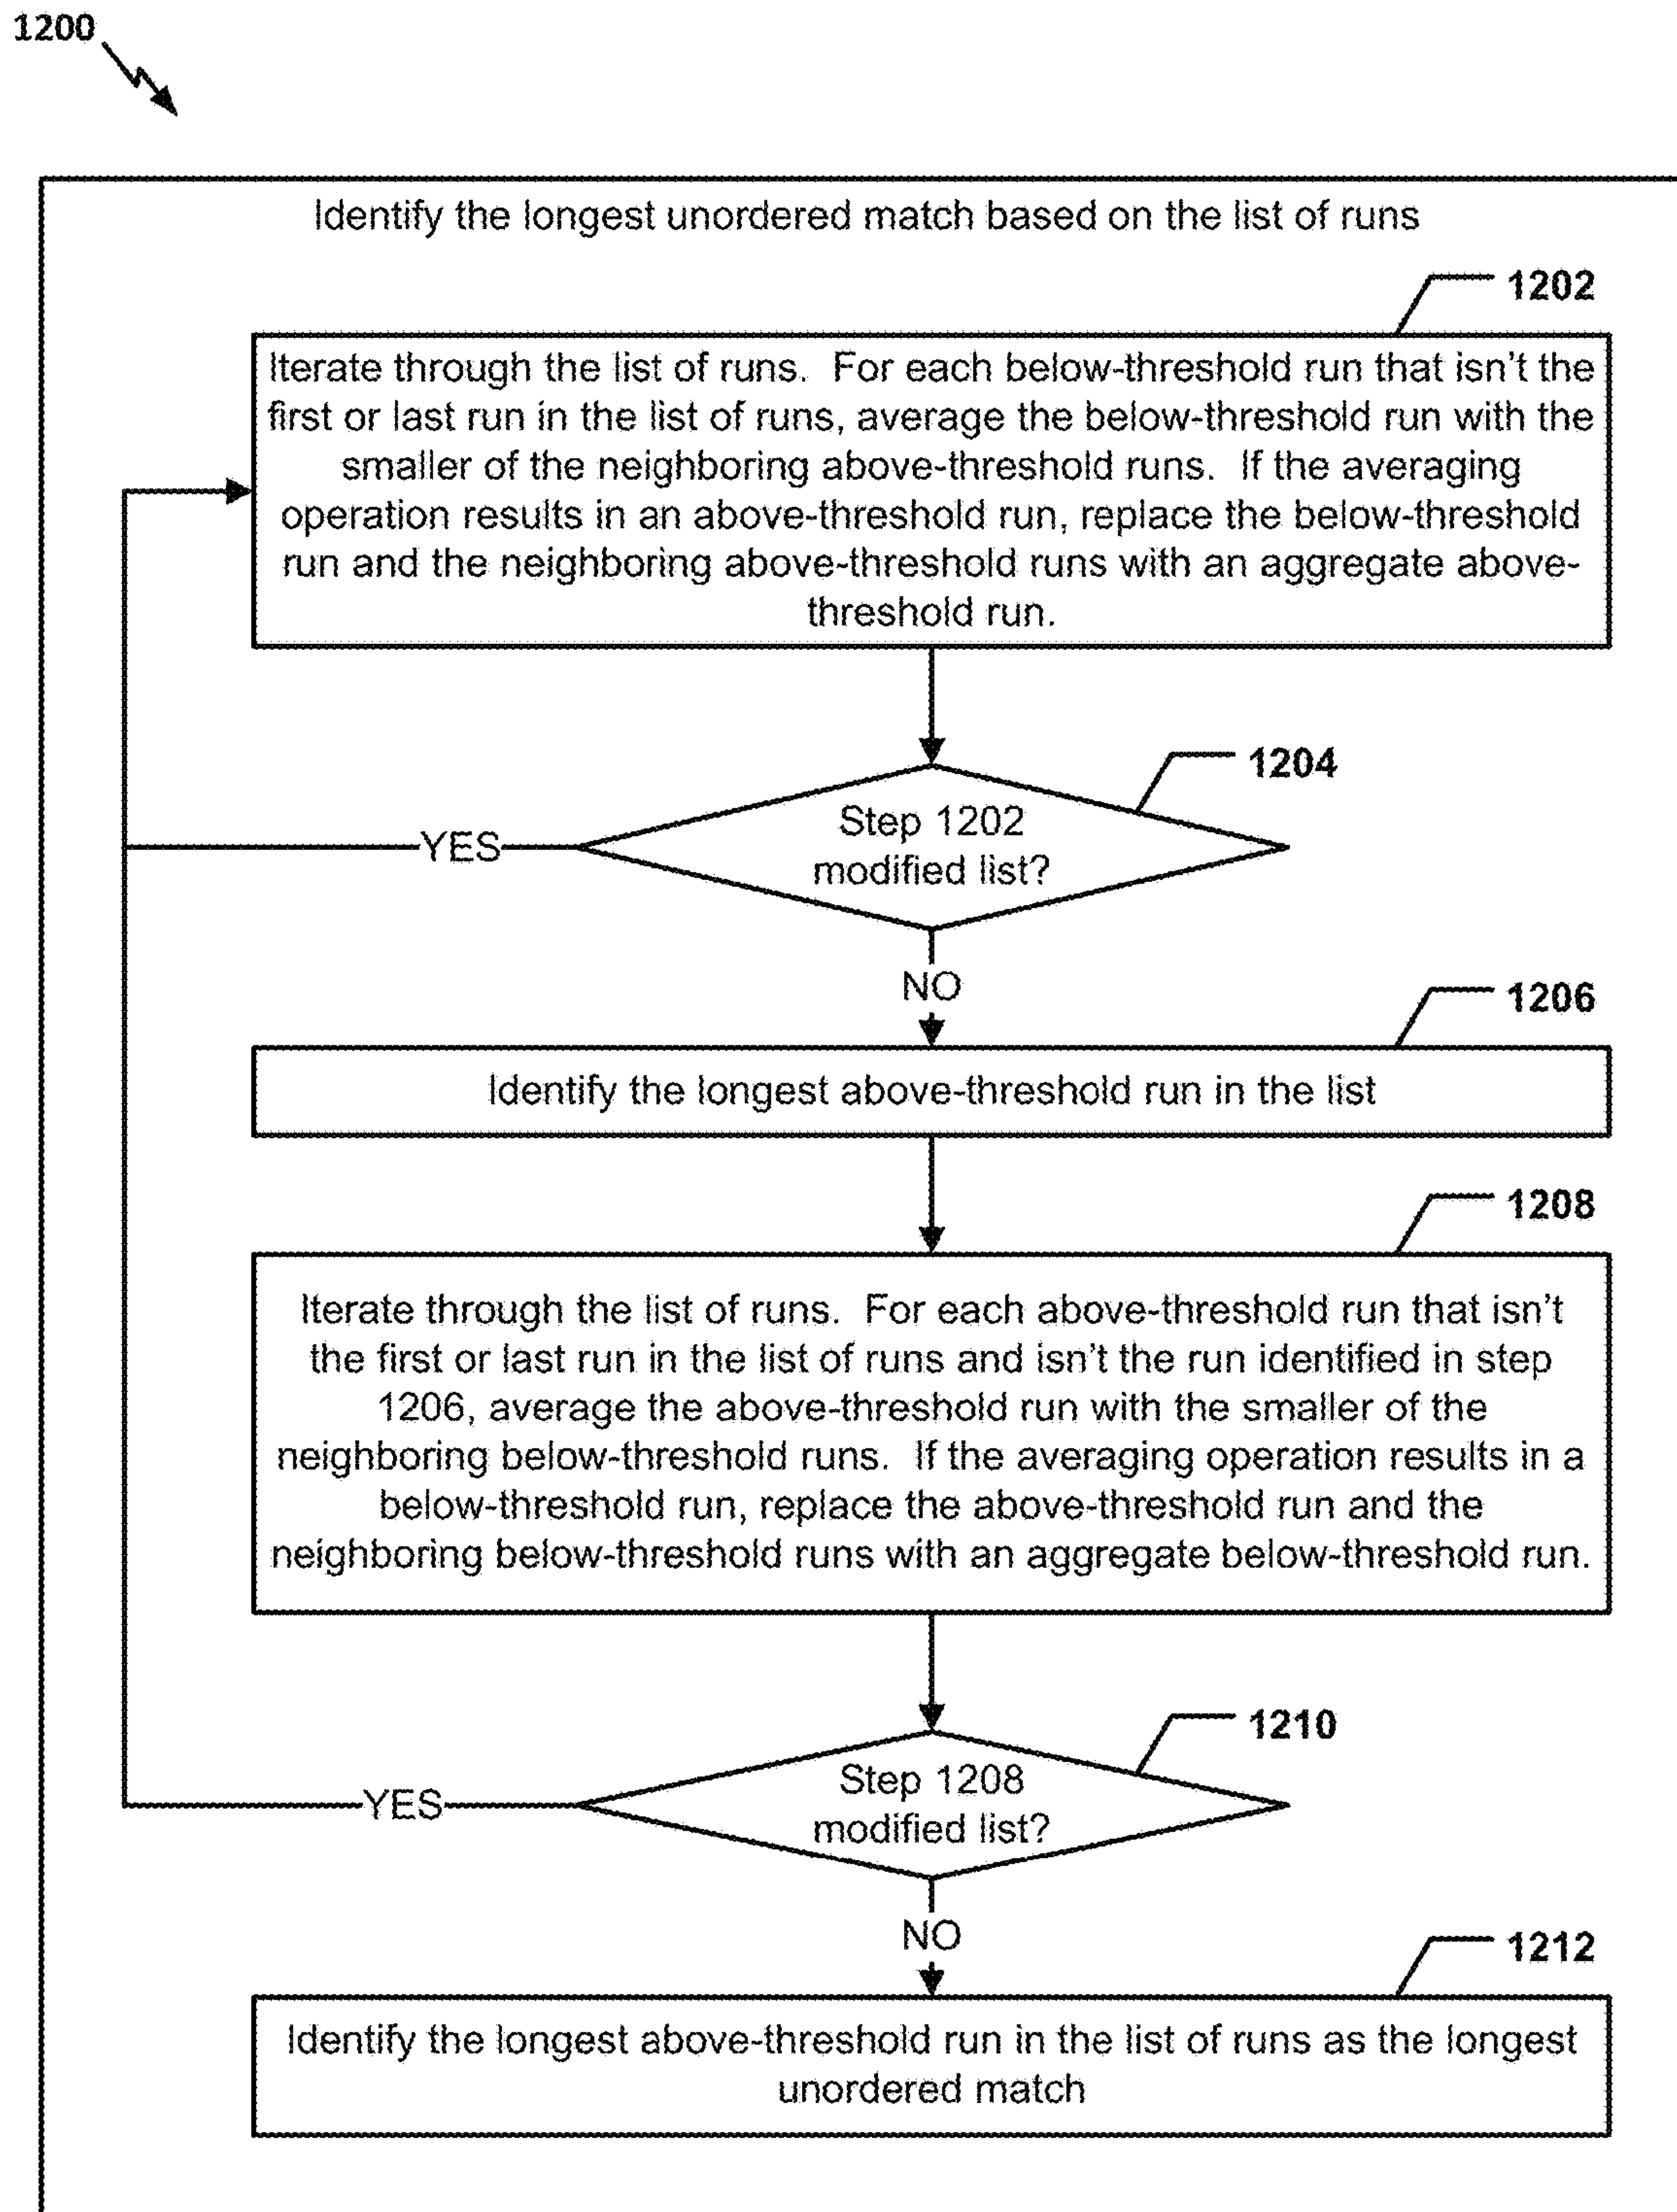 1200
Identify the longest unordered match based on the list of runs
1202
Iterate through the list of runs.  For each below-threshold run that isn't the
first or last run in the list of runs, average the below-threshold run with the
smaller of the neighboring above-threshold runs.  If the averaging
operation results in an above-threshold run, replace the below-threshold
run and the neighboring above-threshold runs with an aggregate above-
threshold run.
1204
Step 1202
modified list?
YES
NO
1206
Identify the longest above-threshold run in the list
1208
Iterate through the list of runs.  For each above-threshold run that isn't
the first or last run in the list of runs and isn't the run identified in step
1206, average the above-threshold run with the smaller of the
neighboring below-threshold runs.  If the averaging operation results in a
below-threshold run, replace the above-threshold run and the
neighboring below-threshold runs with an aggregate below-threshold run.
1210
Step 1208
modified list?
YES
NO
1212
Identify the longest above-threshold run in the list of runs as the longest
unordered match